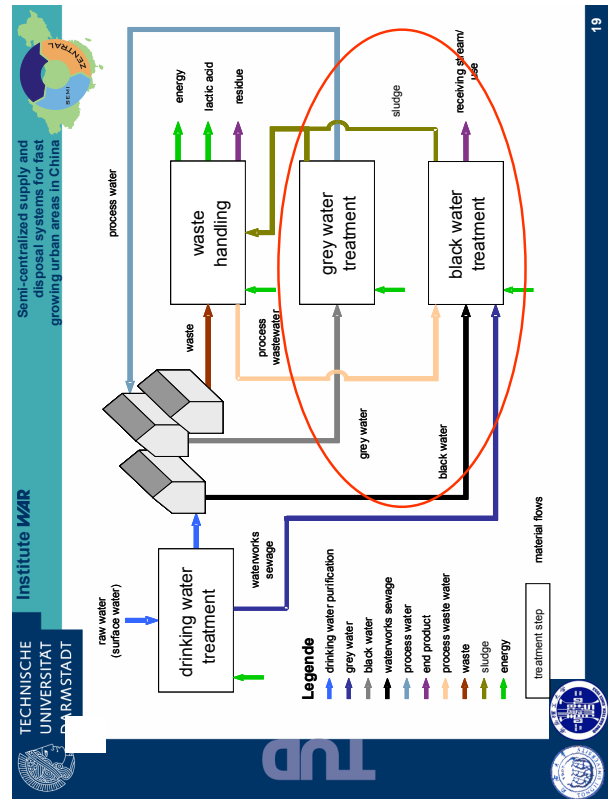 TECHNISCHE
UNIVERSITÄT
DARMSTADT
Institute WAR
Semi-centralized supply and
disposal systems for fast
growing urban areas in China
SEMI
ZENTRAL
raw water
(surface water)
drinking water
treatment
waterworks
sewage
process water
waste
energy
lactic acid
residue
waste
handling
process
wastewater
grey water
grey water
treatment
sludge
black water
black water
treatment
receiving stream/
use
Legende
drinking water purification
grey water
black water
waterworks sewage
process water
end product
process waste water
waste
sludge
energy
treatment step
material flows
TUD
19